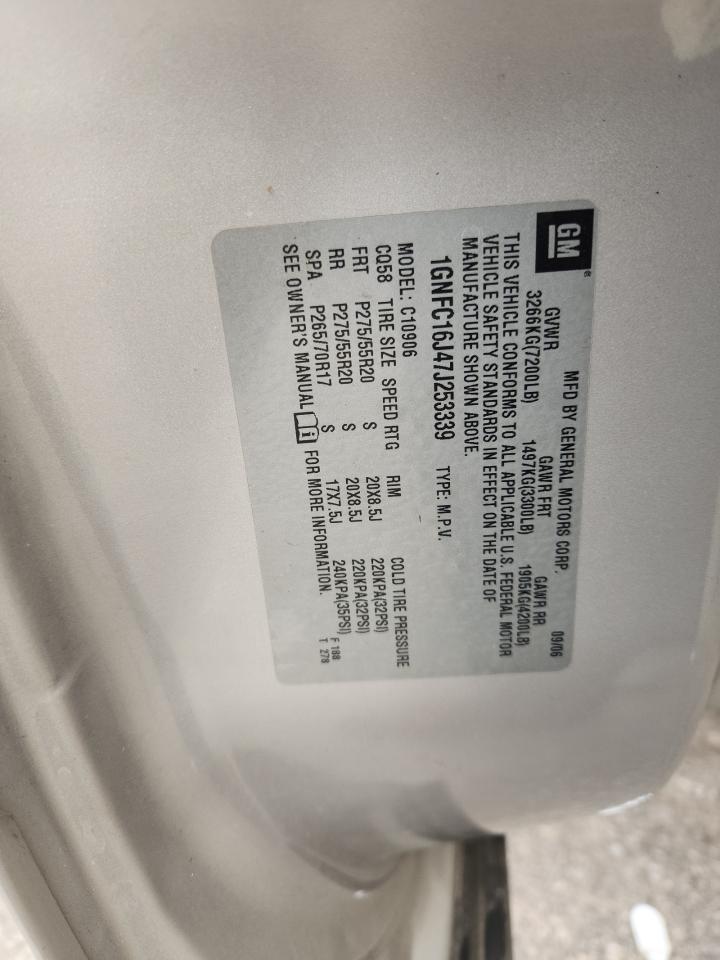 GM®
MFD BY GENERAL MOTORS CORP. 09/06
GVWR GAWR FRT GAWR RR
3266KG(7200LB) 1497KG(3300LB) 1905KG(4200LB)
THIS VEHICLE CONFORMS TO ALL APPLICABLE U.S. FEDERAL MOTOR
VEHICLE SAFETY STANDARDS IN EFFECT ON THE DATE OF
MANUFACTURE SHOWN ABOVE.
1GNFC16J47J253339 TYPE: M.P.V.
MODEL: C10906
CQ58 TIRE SIZE SPEED RTG RIM COLD TIRE PRESSURE
FRT P275/55R20 S 20X8.5J 220KPA(32PSI)
RR P275/55R20 S 20X8.5J 220KPA(32PSI)
SPA P265/70R17 S 17X7.5J 240KPA(35PSI)
SEE OWNER'S MANUAL FOR MORE INFORMATION.
F 188
T 278